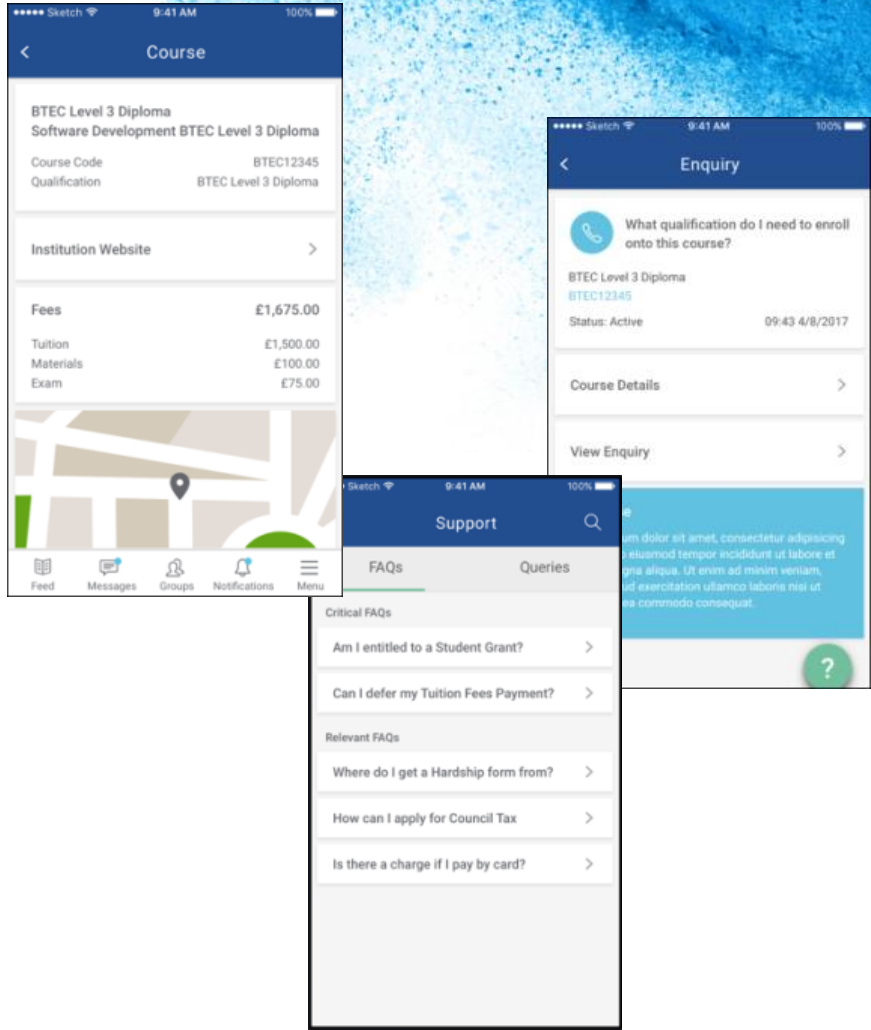 Sketch 9:41 AM 100%
Course
BTEC Level 3 Diploma
Software Development BTEC Level 3 Diploma
Course Code BTEC12345
Qualification BTEC Level 3 Diploma
Institution Website
Fees £1,675.00
Tuition £1,500.00
Materials £100.00
Exam £75.00
Feed Messages Groups Notifications Menu
Sketch 9:41 AM 100%
Enquiry
What qualification do I need to enroll
onto this course?
BTEC Level 3 Diploma
BTEC12345
Status: Active 09:43 4/8/2017
Course Details
View Enquiry
dolor sit amet, consectetur adipisicing
eiusmod tempor incididunt ut labore et
aliqua. Ut enim ad minim veniam,
exercitation ullamco laboris nisi ut
ea commodo consequat.
?
Sketch 9:41 AM 100%
Support
FAQs Queries
Critical FAQs
Am I entitled to a Student Grant?
Can I defer my Tuition Fees Payment?
Relevant FAQs
Where do I get a Hardship form from?
How can I apply for Council Tax
Is there a charge if I pay by card?